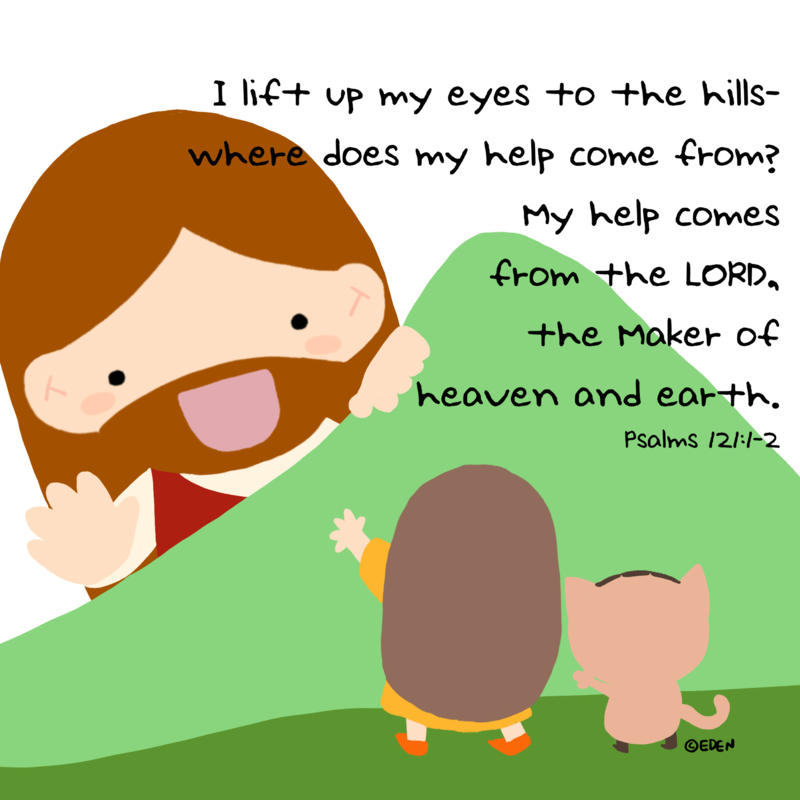 I lift up my eyes to the hills-
where does my help come from?
My help comes
from the LORD,
the Maker of
heaven and earth.
Psalms 121:1-2
©EDEN